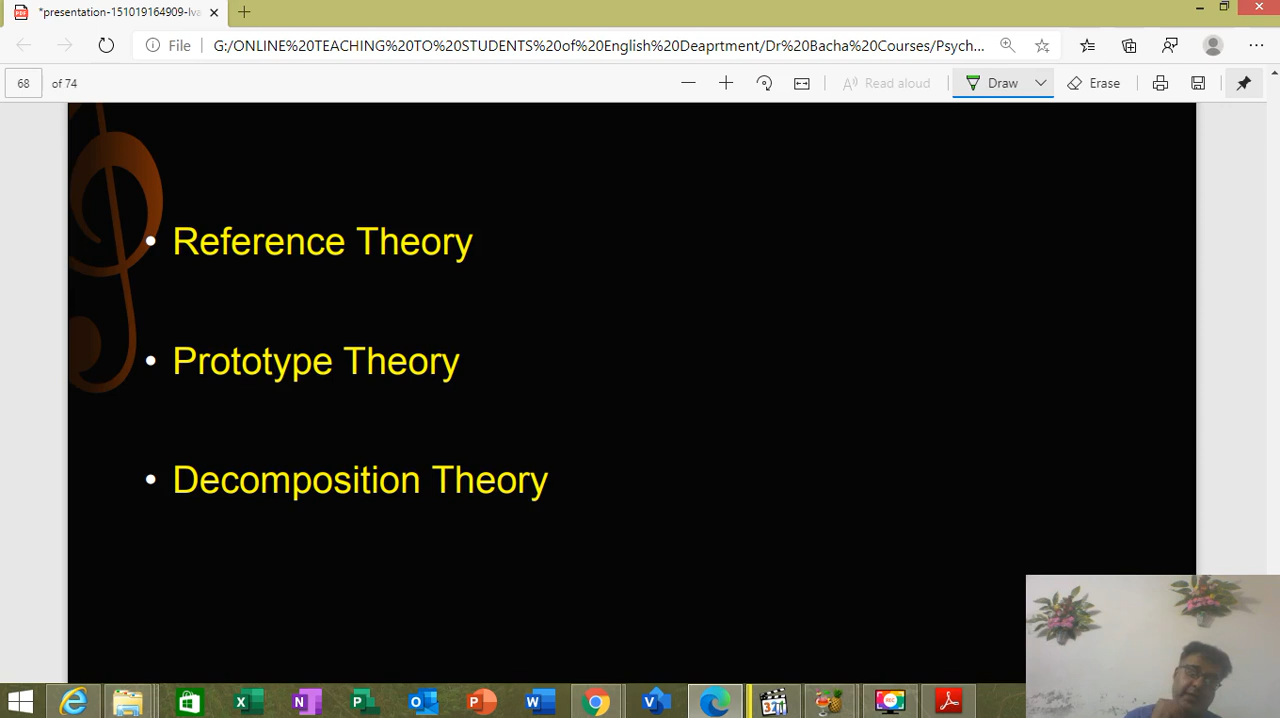 *presentation-151019164909-lva
File
G:/ONLINE%20TEACHING%20TO%20STUDENTS%20of%20English%20Deaprtment/Dr%20Bacha%20Courses/Psych...
68 of 74
Read aloud
Draw
Erase
• Reference Theory
• Prototype Theory
• Decomposition Theory